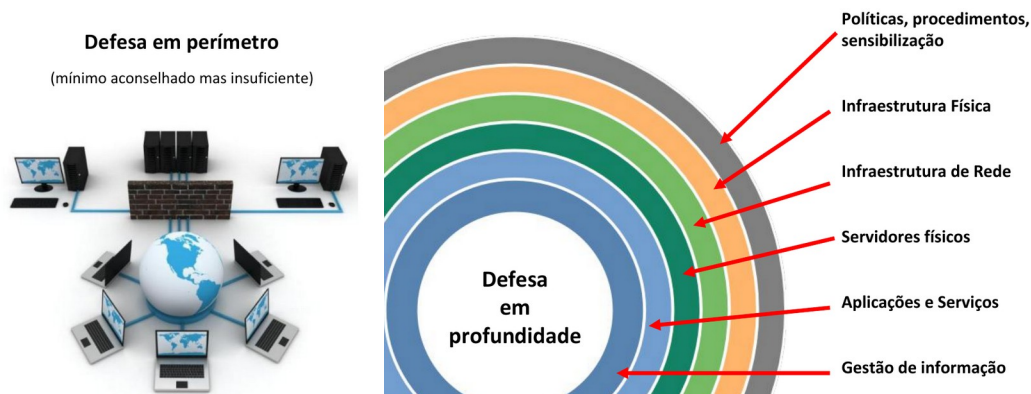 Defesa em perímetro
(mínimo aconselhado mas insuficiente)
Políticas, procedimentos,
sensibilização
Infraestrutura Física
Infraestrutura de Rede
Servidores físicos
Aplicações e Serviços
Gestão de informação
Defesa
em
profundidade